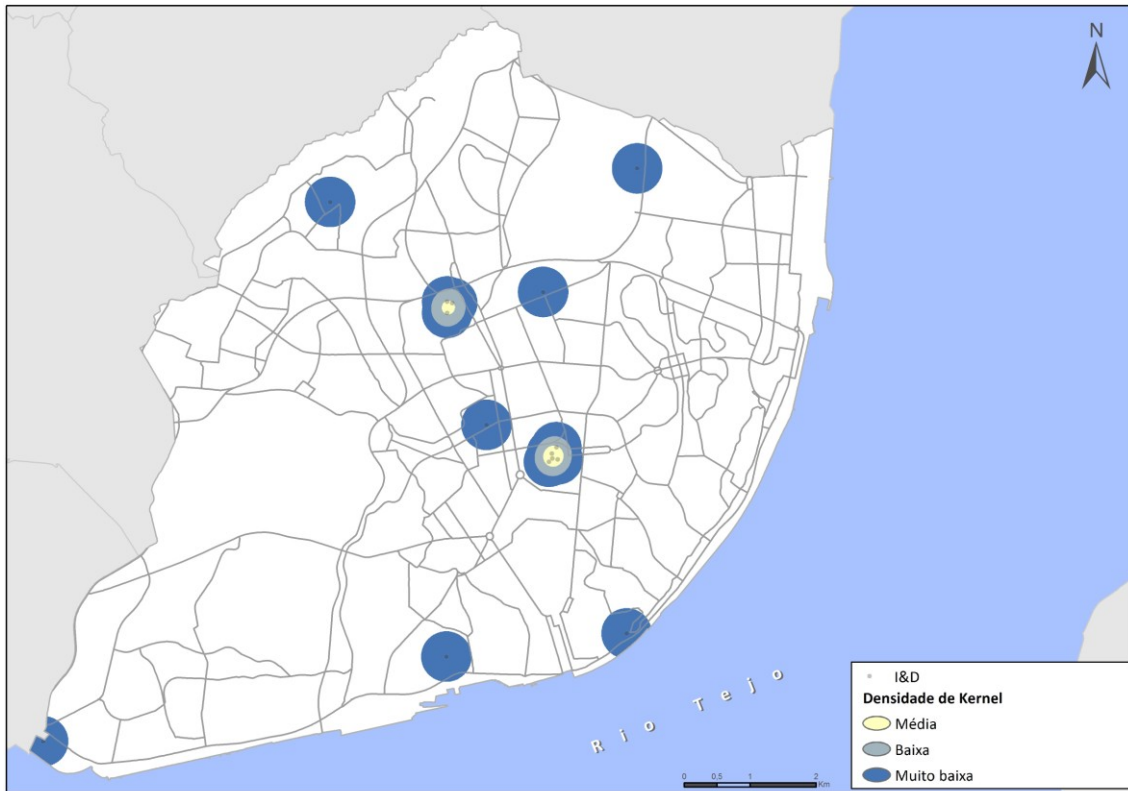 N
Rio Tejo
I&D
Densidade de Kernel
Média
Baixa
Muito baixa
0 0,5 1 2
Km